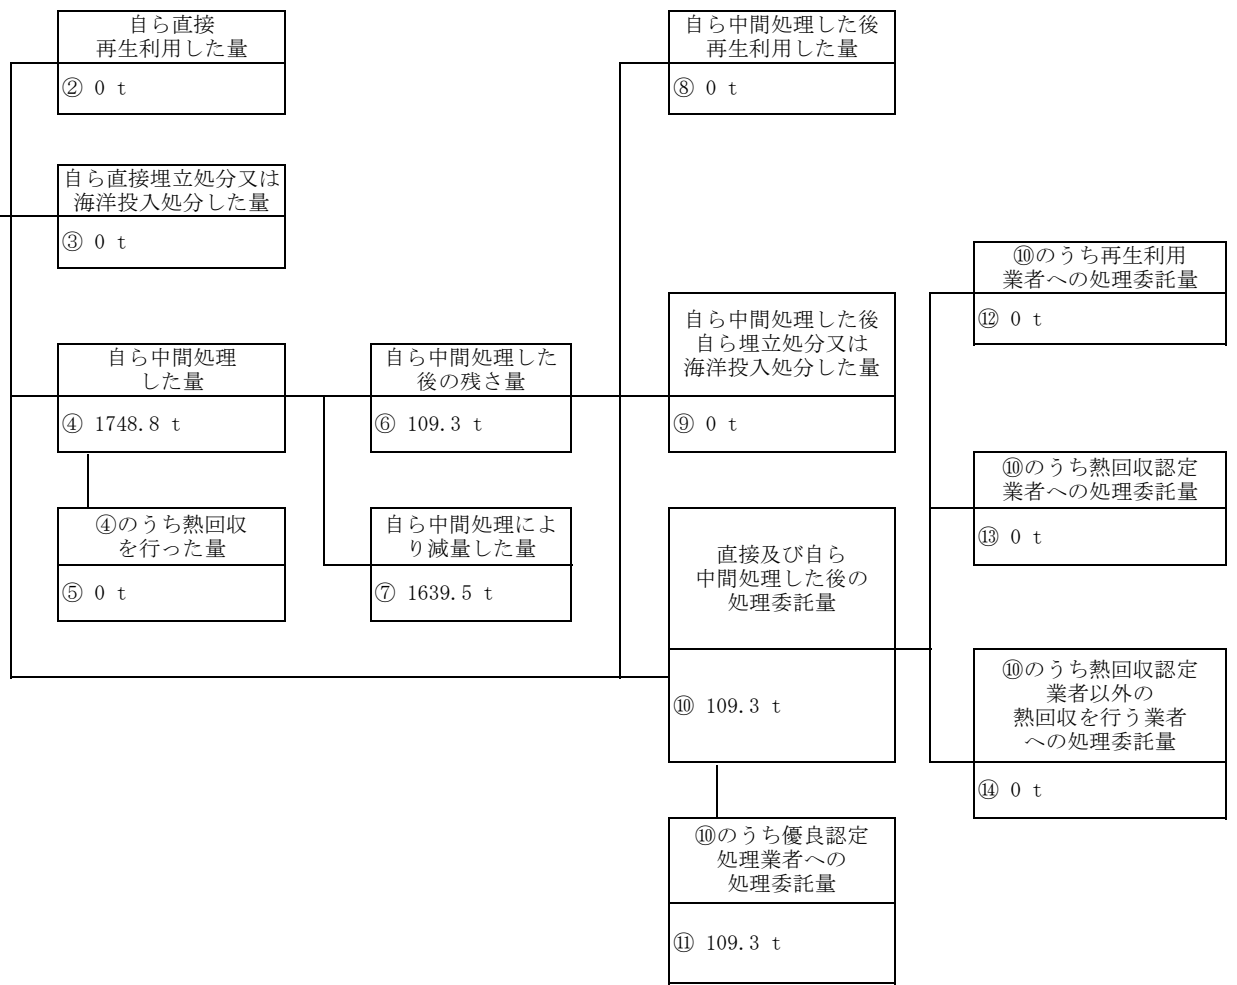 自ら直接
再生利用した量
② 0 t
自ら中間処理した後
再生利用した量
⑧ 0 t
自ら直接埋立処分又は
海洋投入処分した量
③ 0 t
⑩のうち再生利用
業者への処理委託量
⑫ 0 t
自ら中間処理した後
自ら埋立処分又は
海洋投入処分した量
⑨ 0 t
自ら中間処理
した量
④ 1748.8 t
自ら中間処理した
後の残さ量
⑥ 109.3 t
⑩のうち熱回収認定
業者への処理委託量
⑬ 0 t
④のうち熱回収
を行った量
⑤ 0 t
自ら中間処理によ
り減量した量
⑦ 1639.5 t
直接及び自ら
中間処理した後の
処理委託量
⑩ 109.3 t
⑩のうち熱回収認定
業者以外の
熱回収を行う業者
への処理委託量
⑭ 0 t
⑩のうち優良認定
処理業者への
処理委託量
⑪ 109.3 t